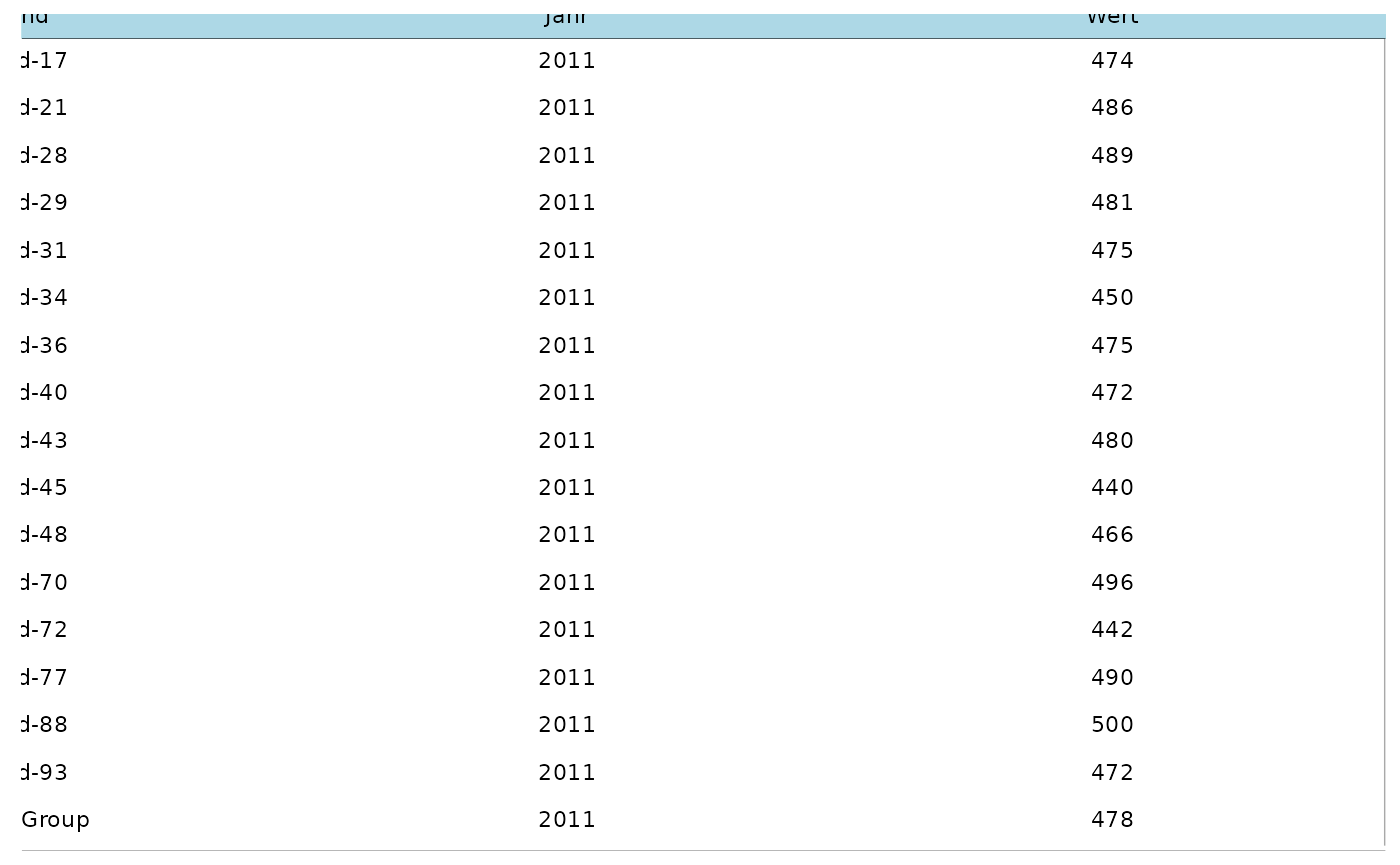 nd Jahr Wert
d-17 2011 474
d-21 2011 486
d-28 2011 489
d-29 2011 481
d-31 2011 475
d-34 2011 450
d-36 2011 475
d-40 2011 472
d-43 2011 480
d-45 2011 440
d-48 2011 466
d-70 2011 496
d-72 2011 442
d-77 2011 490
d-88 2011 500
d-93 2011 472
Group 2011 478